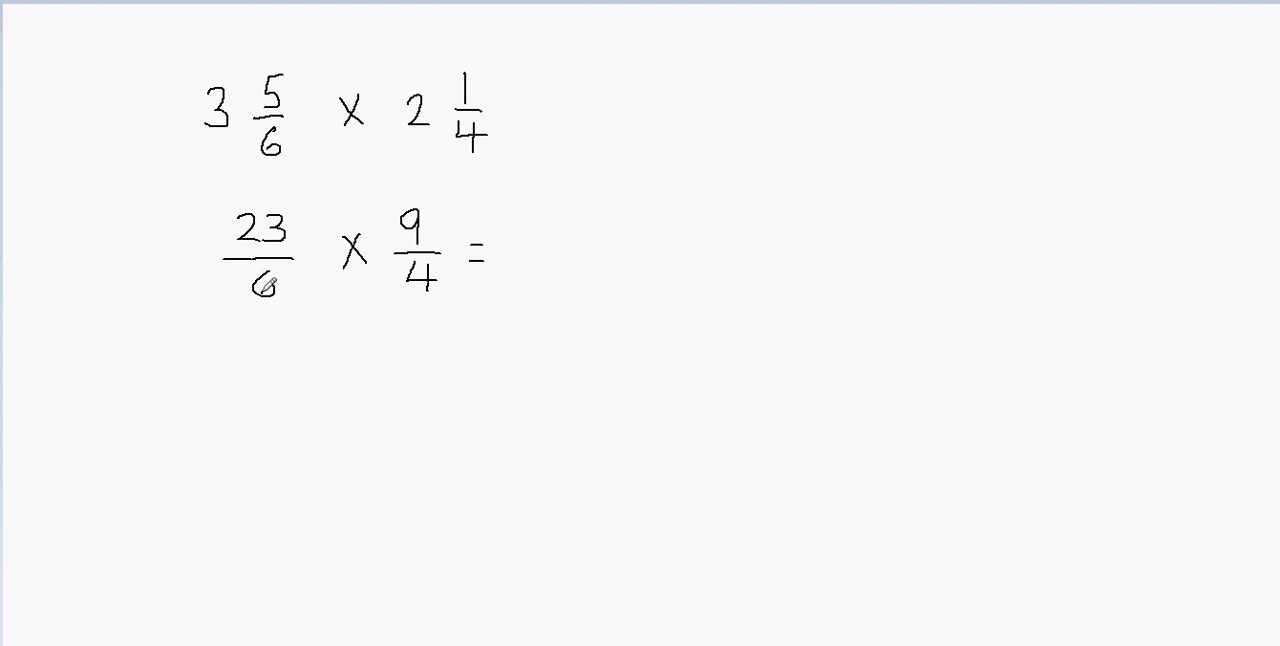 3 5/6 x 2 1/4
23/6 x 9/4 =